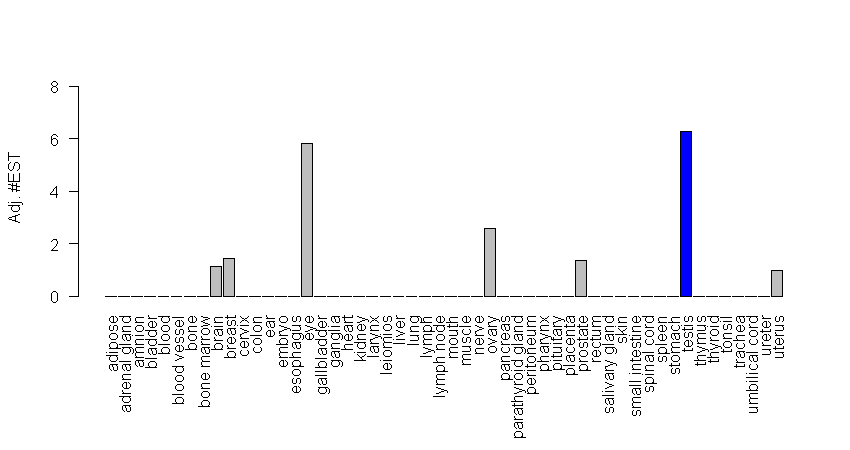 Adj. #EST
8
6
4
2
0
adipose
adrenal gland
amnion
bladder
blood
blood vessel
bone
bone marrow
brain
breast
cervix
colon
ear
embryo
esophagus
eye
gallbladder
ganglia
heart
kidney
larynx
leiomios
liver
lung
lymph
lymph node
mouth
muscle
nerve
ovary
pancreas
parathyroid gland
peritoneum
pharynx
pituitary
placenta
prostate
rectum
salivary gland
skin
small intestine
spinal cord
spleen
stomach
testis
thymus
thyroid
tonsil
trachea
umbilical cord
ureter
uterus